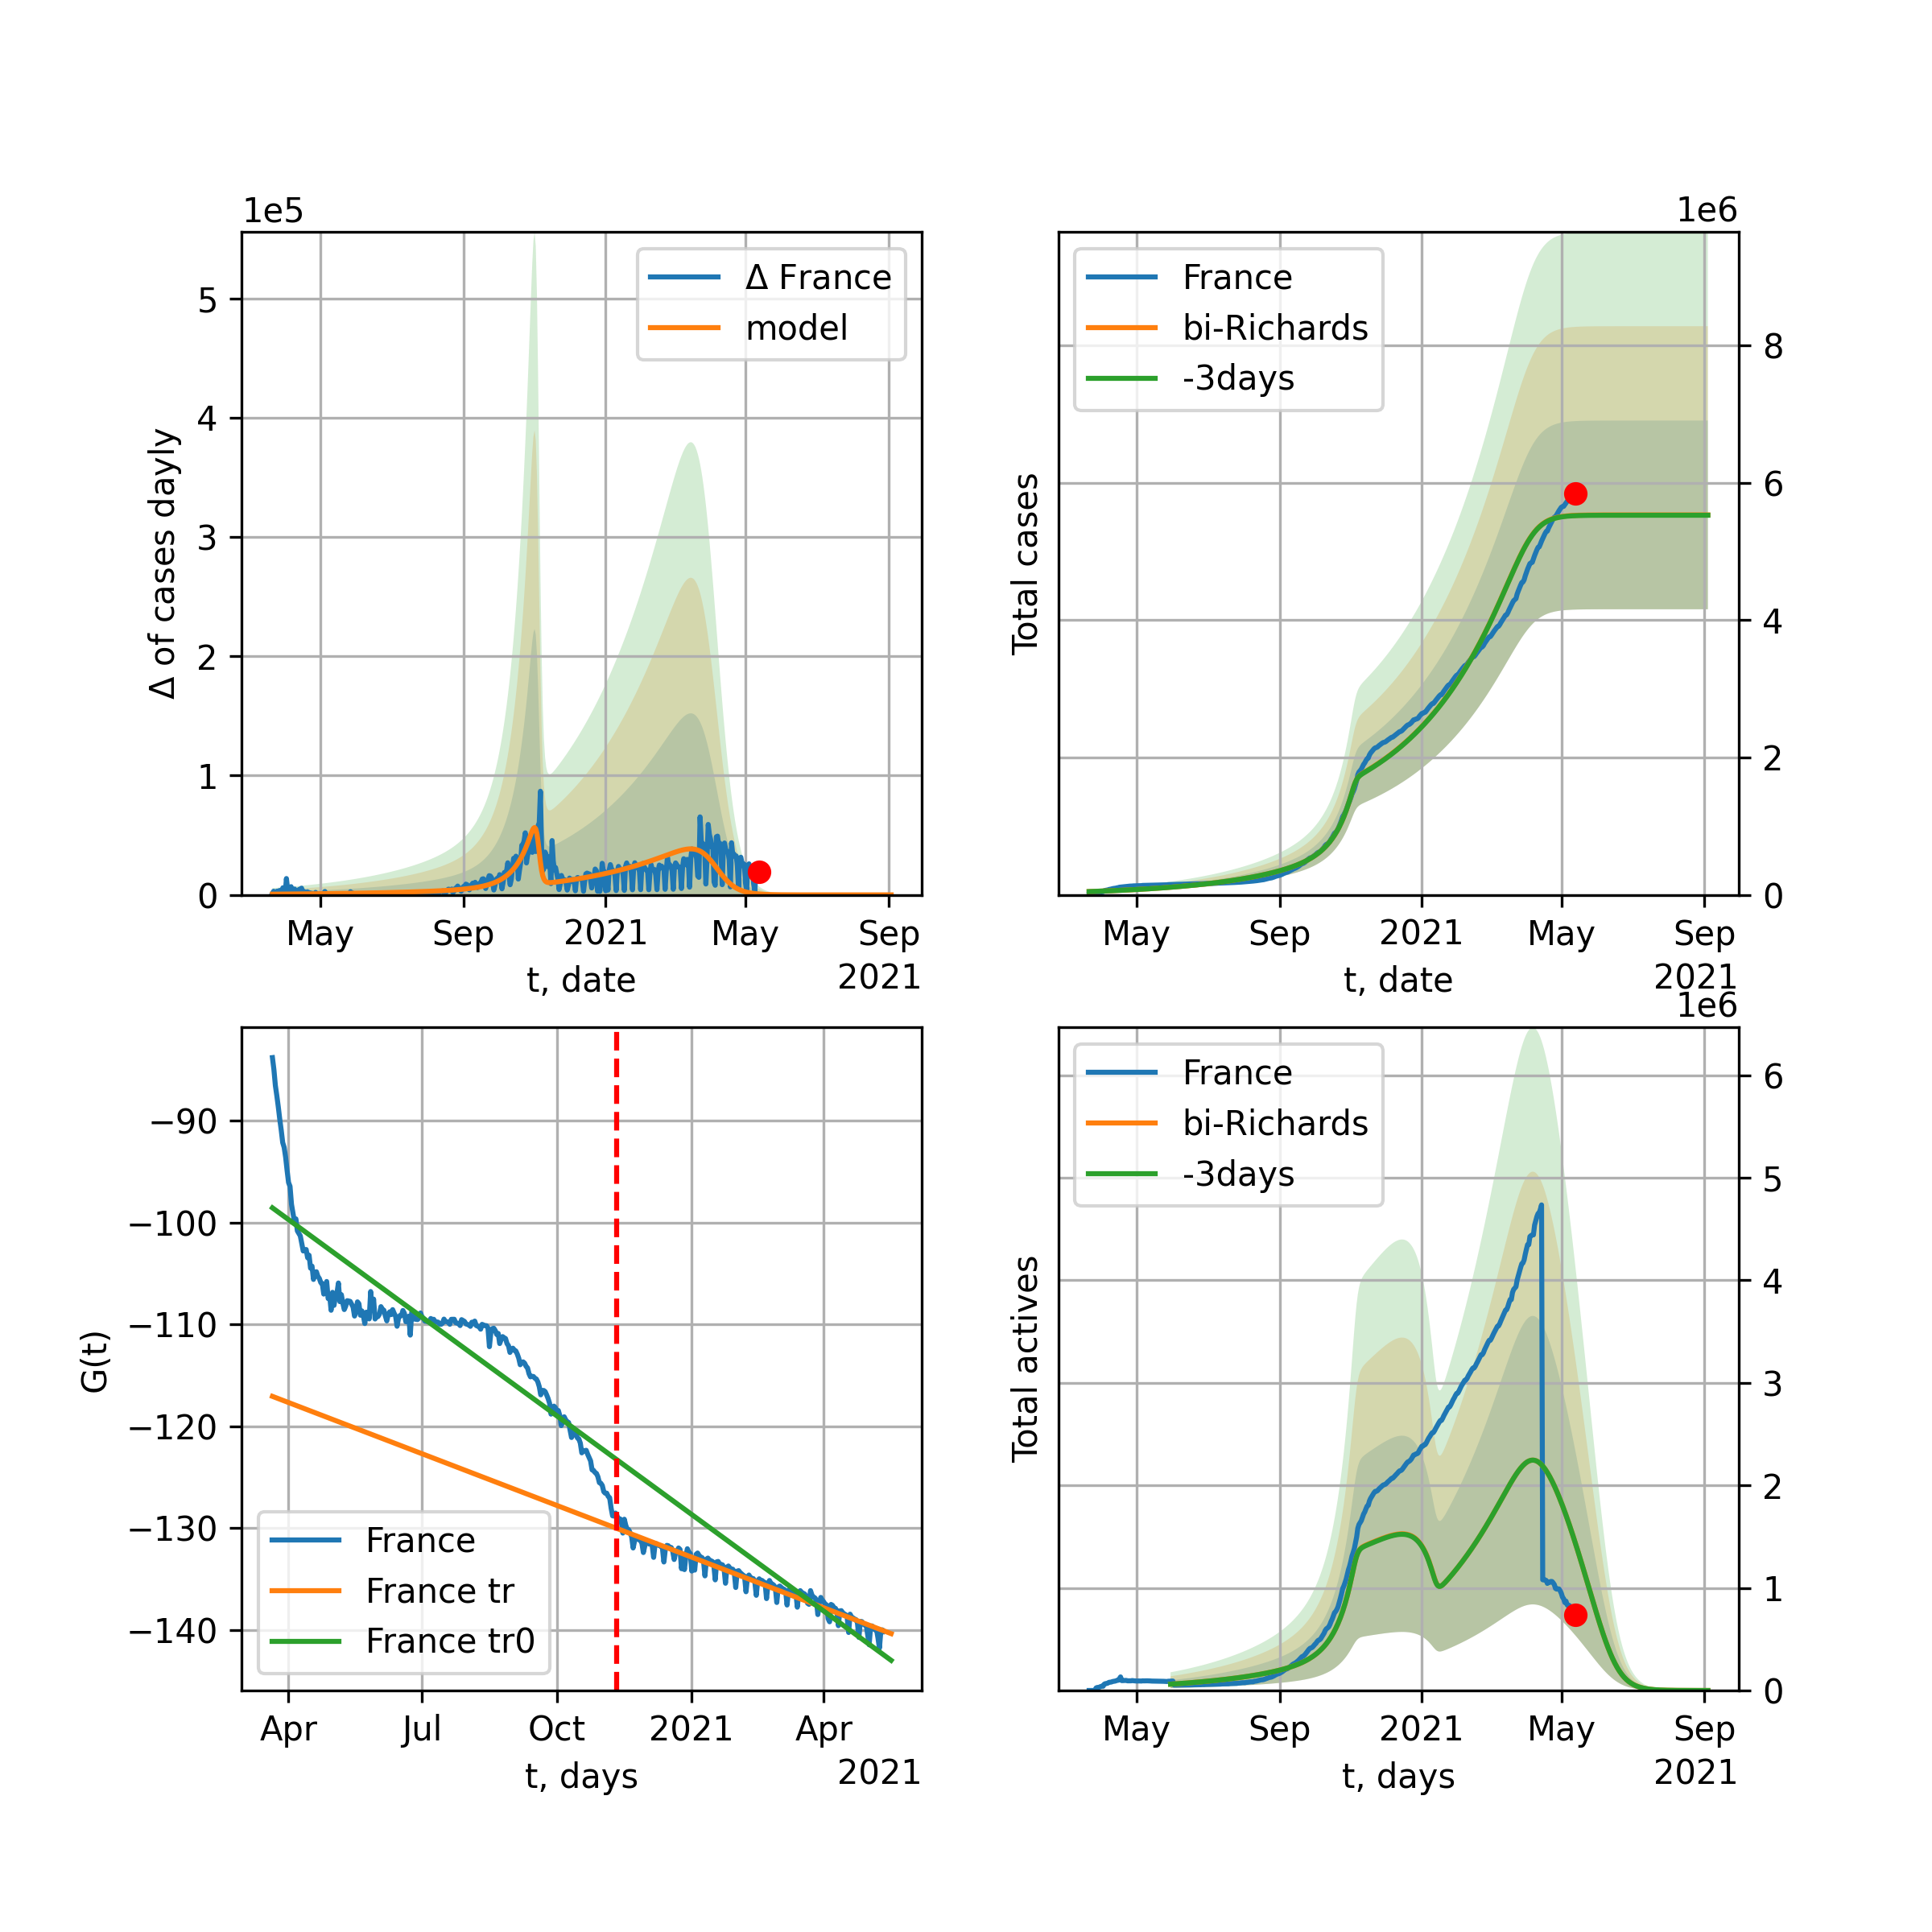 1e5
Δ of cases dayly
5
4
3
2
1
0
Δ France
model
May
Sep
2021
May
Sep
t, date
2021
1e6
Total cases
France
bi-Richards
-3days
8
6
4
2
0
May
Sep
2021
May
Sep
t, date
2021
G(t)
−90
−100
−110
−120
−130
−140
France
France tr
France tr0
Apr
Jul
Oct
2021
Apr
t, days
2021
1e6
Total actives
France
bi-Richards
-3days
6
5
4
3
2
1
0
May
Sep
2021
May
Sep
t, days
2021